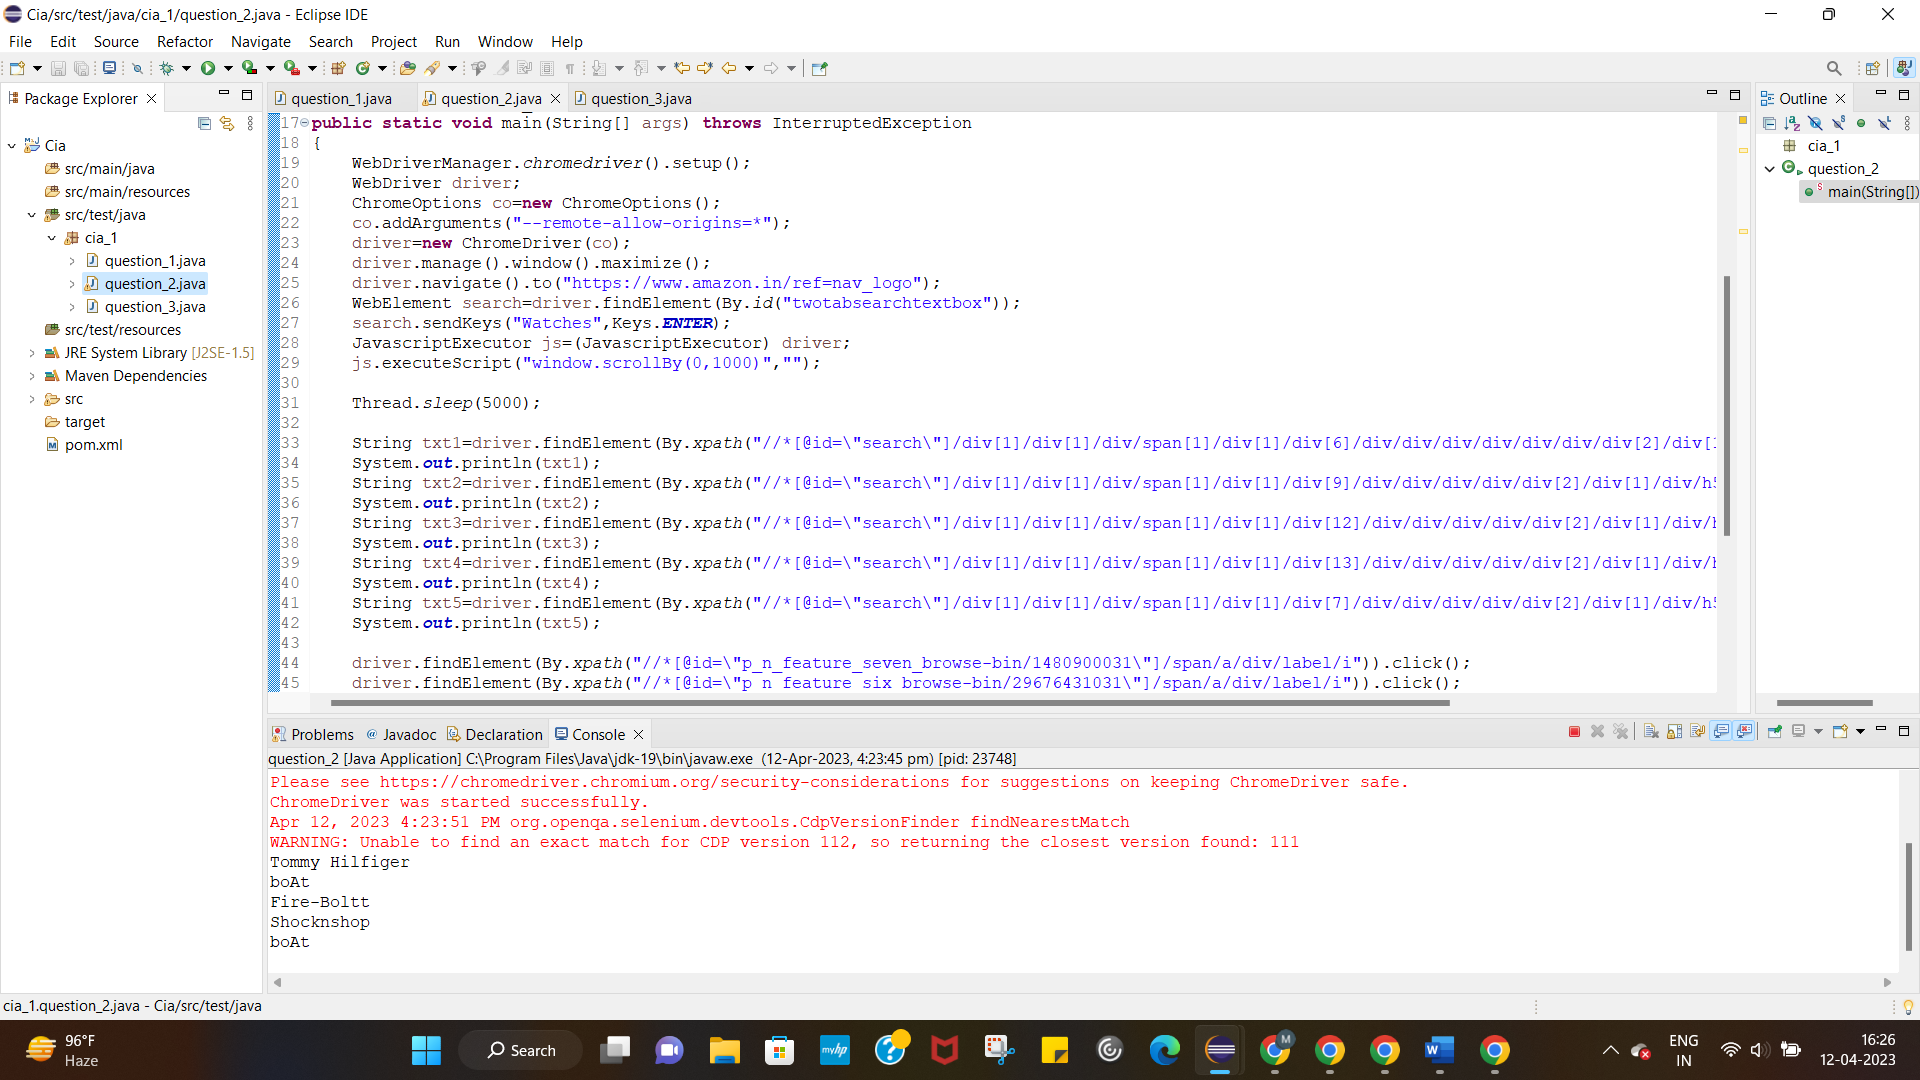 Cia/src/test/java/cia_1/question_2.java - Eclipse IDE
File Edit Source Refactor Navigate Search Project Run Window Help
Package Explorer
question_1.java question_2.java question_3.java
Outline
Cia
src/main/java
src/main/resources
src/test/java
cia_1
question_1.java
question_2.java
question_3.java
src/test/resources
JRE System Library [J2SE-1.5]
Maven Dependencies
src
target
pom.xml
17 public static void main(String[] args) throws InterruptedException
18 {
19 WebDriverManager.chromedriver().setup();
20 WebDriver driver;
21 ChromeOptions co=new ChromeOptions();
22 co.addArguments("--remote-allow-origins=*");
23 driver=new ChromeDriver(co);
24 driver.manage().window().maximize();
25 driver.navigate().to("https://www.amazon.in/ref=nav_logo");
26 WebElement search=driver.findElement(By.id("twotabsearchtextbox"));
27 search.sendKeys("Watches",Keys.ENTER);
28 JavascriptExecutor js=(JavascriptExecutor) driver;
29 js.executeScript("window.scrollBy(0,1000)","");
30
31 Thread.sleep(5000);
32
33 String txt1=driver.findElement(By.xpath("//*[@id=\"search\"]/div[1]/div[1]/div/span[1]/div[1]/div[6]/div/div/div/div/div/div/div[2]/div[1
34 System.out.println(txt1);
35 String txt2=driver.findElement(By.xpath("//*[@id=\"search\"]/div[1]/div[1]/div/span[1]/div[1]/div[9]/div/div/div/div/div[2]/div[1]/div/h5
36 System.out.println(txt2);
37 String txt3=driver.findElement(By.xpath("//*[@id=\"search\"]/div[1]/div[1]/div/span[1]/div[1]/div[12]/div/div/div/div/div[2]/div[1]/div/h
38 System.out.println(txt3);
39 String txt4=driver.findElement(By.xpath("//*[@id=\"search\"]/div[1]/div[1]/div/span[1]/div[1]/div[13]/div/div/div/div/div[2]/div[1]/div/h
40 System.out.println(txt4);
41 String txt5=driver.findElement(By.xpath("//*[@id=\"search\"]/div[1]/div[1]/div/span[1]/div[1]/div[7]/div/div/div/div/div[2]/div[1]/div/h5
42 System.out.println(txt5);
43
44 driver.findElement(By.xpath("//*[@id=\"p_n_feature_seven_browse-bin/1480900031\"]/span/a/div/label/i")).click();
45 driver.findElement(By.xpath("//*[@id=\"p_n_feature_six_browse-bin/29676431031\"]/span/a/div/label/i")).click();
cia_1
question_2
main(String[])
Problems Javadoc Declaration Console
question_2 [Java Application] C:\Program Files\Java\jdk-19\bin\javaw.exe (12-Apr-2023, 4:23:45 pm) [pid: 23748]
Please see https://chromedriver.chromium.org/security-considerations for suggestions on keeping ChromeDriver safe.
ChromeDriver was started successfully.
Apr 12, 2023 4:23:51 PM org.openqa.selenium.devtools.CdpVersionFinder findNearestMatch
WARNING: Unable to find an exact match for CDP version 112, so returning the closest version found: 111
Tommy Hilfiger
boAt
Fire-Boltt
Shocknshop
boAt
cia_1.question_2.java - Cia/src/test/java
96°F
Haze
Search
myhp
ENG
IN
16:26
12-04-2023